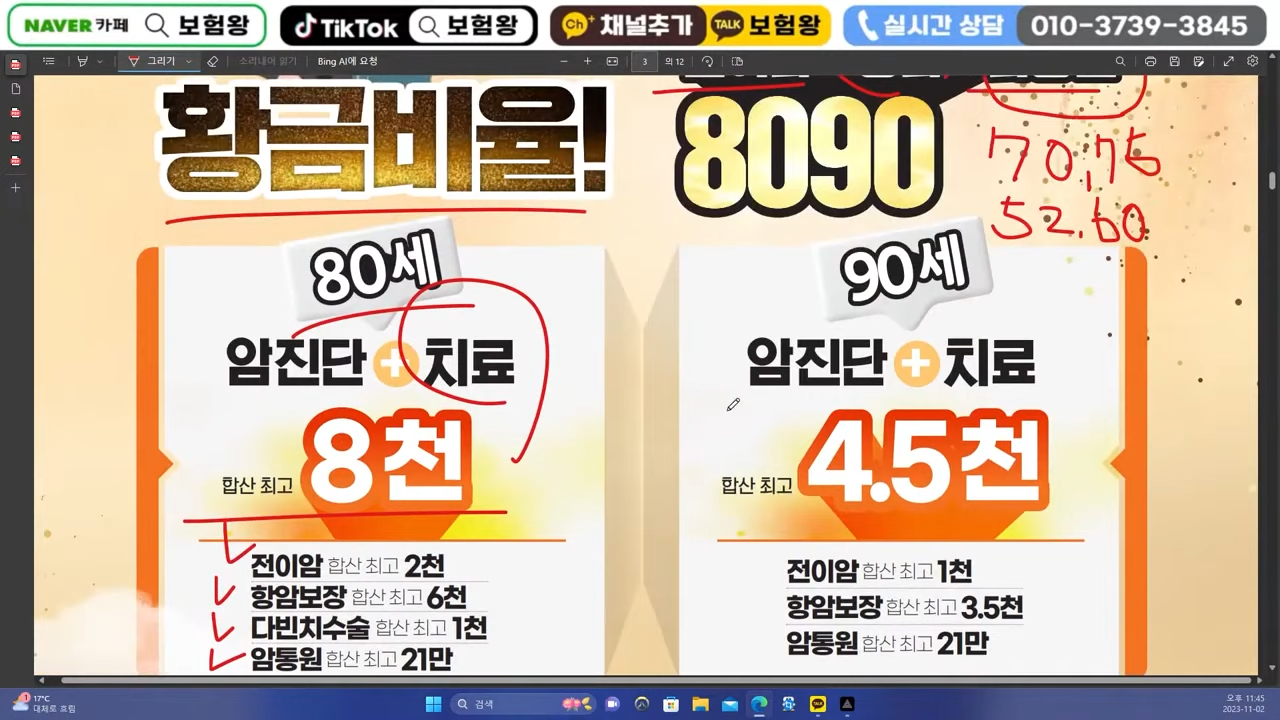 NAVER 카페 보험왕 TikTok 보험왕 Ch+ 채널추가 TALK 보험왕 실시간 상담 010-3739-3845
그리기 소리내어 읽기 Bing AI에 요청 3 의 12
황금비율!
8090
70,75
52.60
80세
암진단+치료
합산 최고 8천
전이암 합산 최고 2천
항암보장 합산 최고 6천
다빈치수술 합산 최고 1천
암통원 합산 최고 21만
90세
암진단+치료
합산 최고 4.5천
전이암 합산 최고 1천
항암보장 합산 최고 3.5천
암통원 합산 최고 21만
1 17°C
대체로 흐림
검색
TALK
오후 11:45
2023-11-02